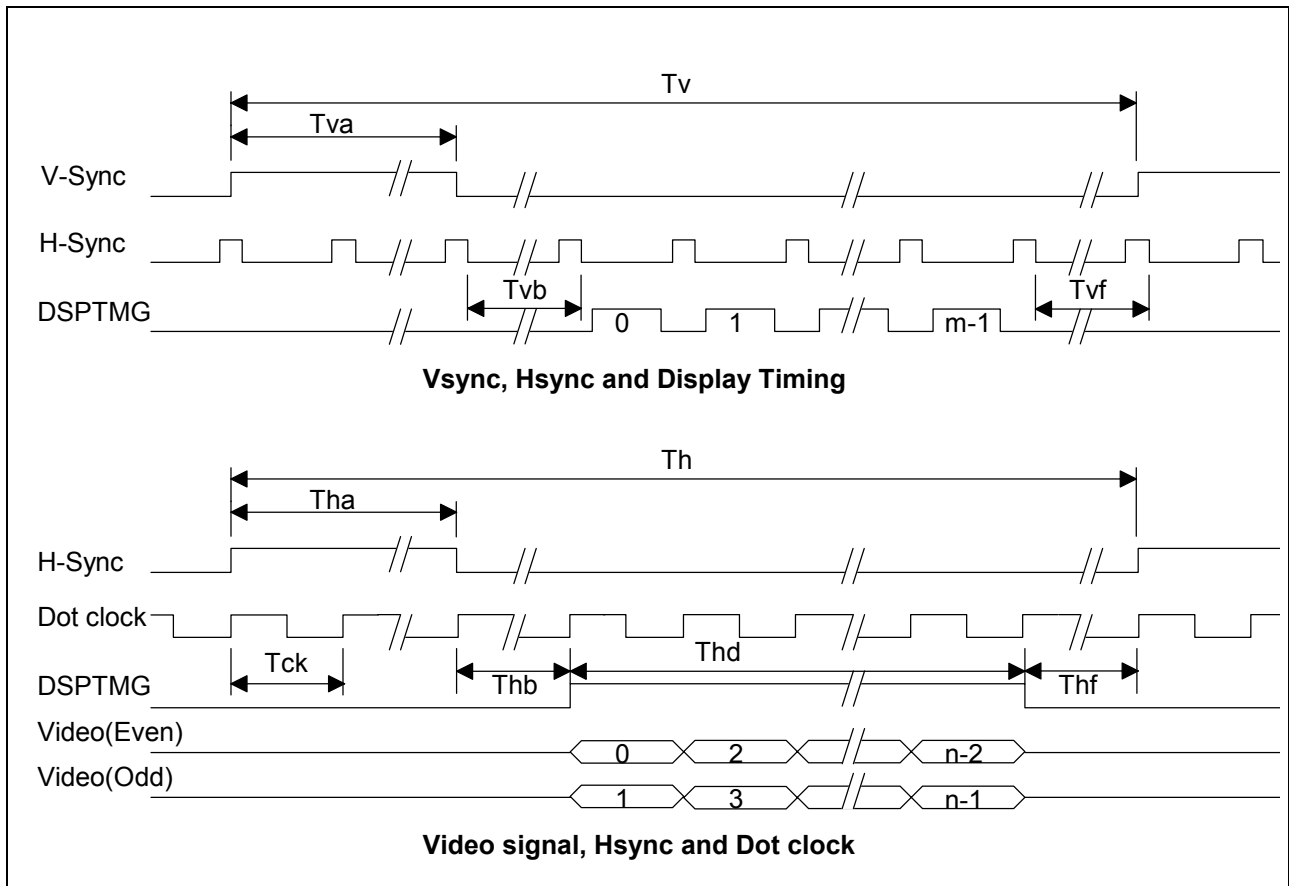 Tv
Tva
V-Sync
H-Sync
Tvb
Tvf
DSPTMG
0 1 m-1
Vsync, Hsync and Display Timing
Th
Tha
H-Sync
Dot clock
Tck
Thb
Thd
Thf
DSPTMG
Video(Even)
0 2 n-2
Video(Odd)
1 3 n-1
Video signal, Hsync and Dot clock